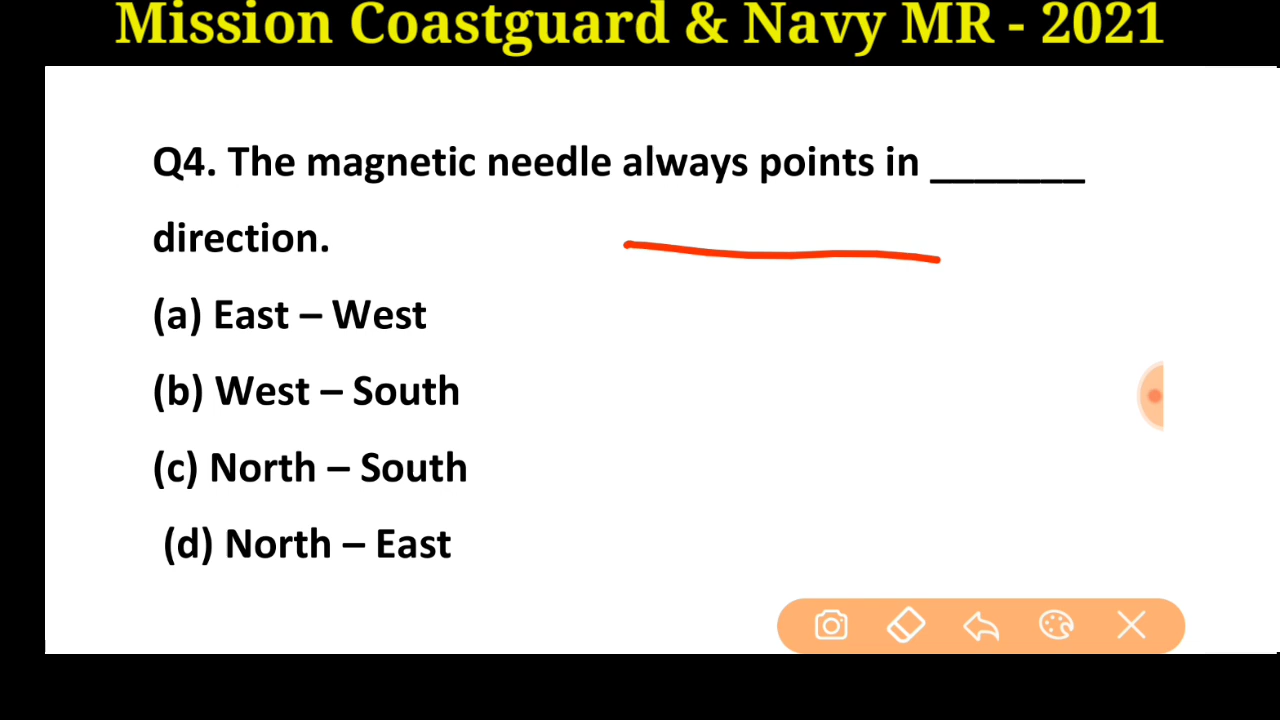 Mission Coastguard & Navy MR - 2021
Q4. The magnetic needle always points in _______
direction.
(a) East – West
(b) West – South
(c) North – South
(d) North – East